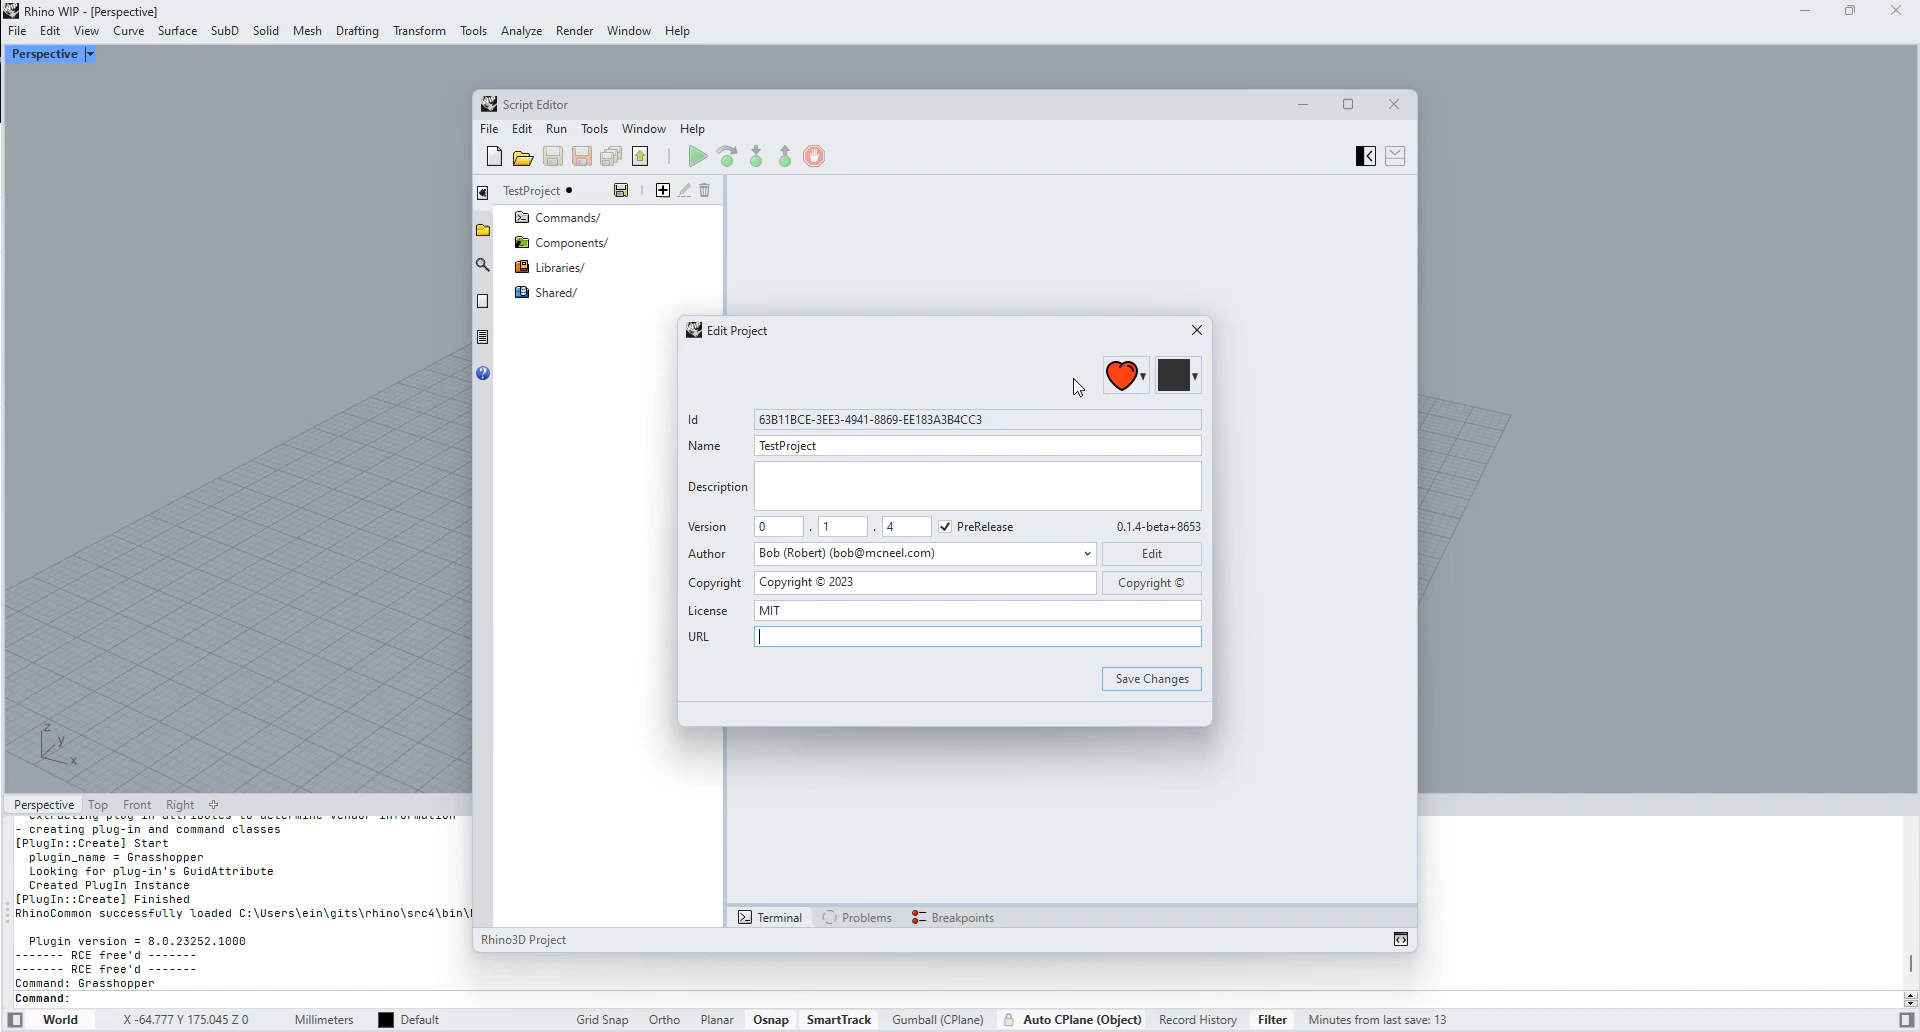 Rhino WIP - [Perspective]
File Edit View Curve Surface SubD Solid Mesh Drafting Transform Tools Analyze Render Window Help
Perspective
Script Editor
File Edit Run Tools Window Help
TestProject
Commands/
Components/
Libraries/
Shared/
Edit Project
Id 63B11BCE-3EE3-4941-8869-EE183A3B4CC3
Name TestProject
Description
Version 0 . 1 . 4 PreRelease 0.1.4-beta+8653
Author Bob (Robert) (bob@mcneel.com) Edit
Copyright Copyright © 2023 Copyright ©
License MIT
URL
Save Changes
Terminal Problems Breakpoints
Rhino3D Project
Perspective Top Front Right
- creating plug-in and command classes
[PlugIn::Create] Start
plugin_name = Grasshopper
Looking for plug-in's GuidAttribute
Created PlugIn Instance
[PlugIn::Create] Finished
RhinoCommon successfully loaded C:\Users\ein\gits\rhino\src4\bin\
Plugin version = 8.0.23252.1000
------- RCE free'd -------
------- RCE free'd -------
Command: Grasshopper
Command:
z
y
x
World X -64.777 Y 175.045 Z 0 Millimeters Default Grid Snap Ortho Planar Osnap SmartTrack Gumball (CPlane) Auto CPlane (Object) Record History Filter Minutes from last save: 13